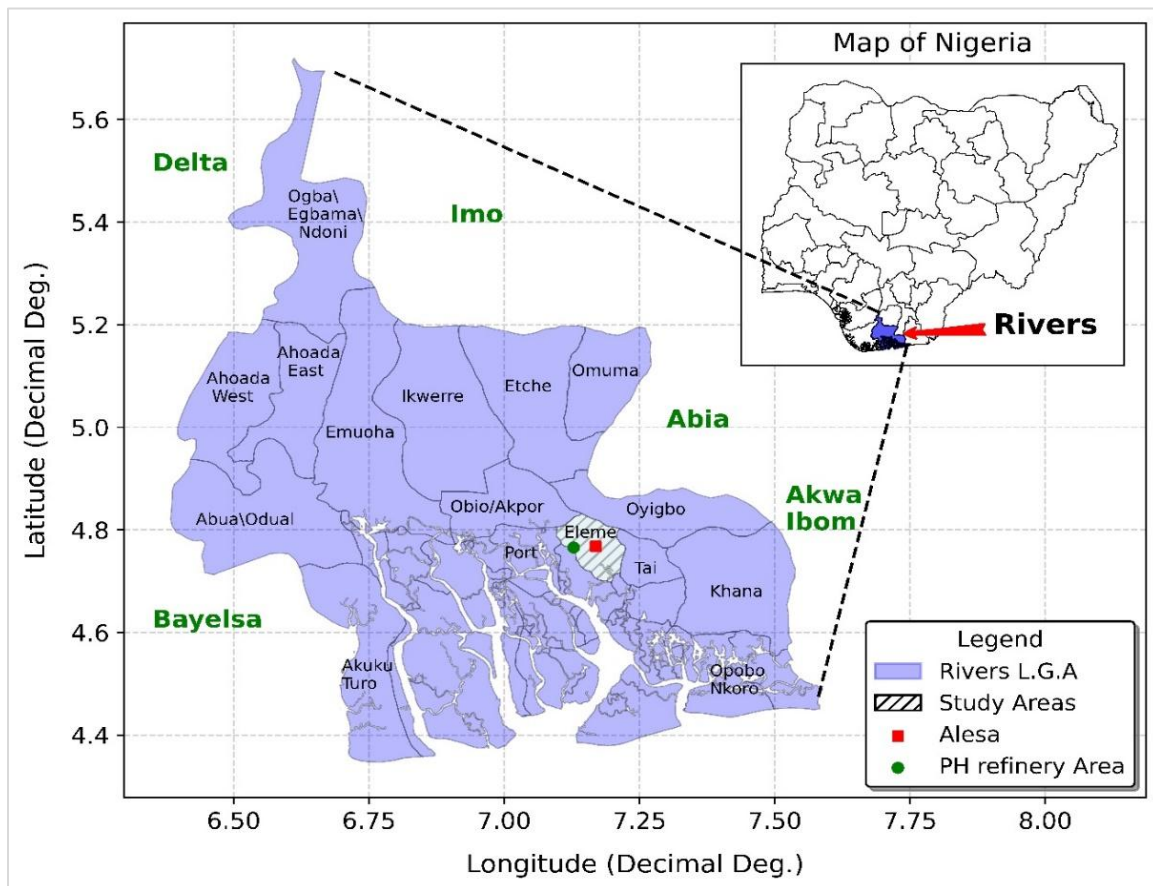 Map of Nigeria
Rivers
Delta
Imo
Abia
Akwa
Ibom
Bayelsa
Ogba\
Egbama\
Ndoni
Ahoada
East
Ahoada
West
Emuoha
Ikwerre
Etche
Omuma
Abua\Odual
Obio/Akpor
Oyigbo
Eleme
Port
Tai
Khana
Akuku
Turo
Opobo
Nkoro
Legend
Rivers L.G.A
Study Areas
Alesa
PH refinery Area
Latitude (Decimal Deg.)
5.6
5.4
5.2
5.0
4.8
4.6
4.4
6.50 6.75 7.00 7.25 7.50 7.75 8.00
Longitude (Decimal Deg.)